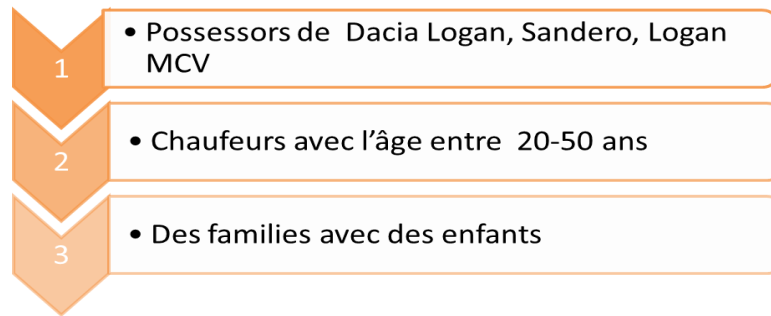 1
• Possessors de Dacia Logan, Sandero, Logan
MCV
2
• Chaufeurs avec l’âge entre 20-50 ans
3
• Des families avec des enfants